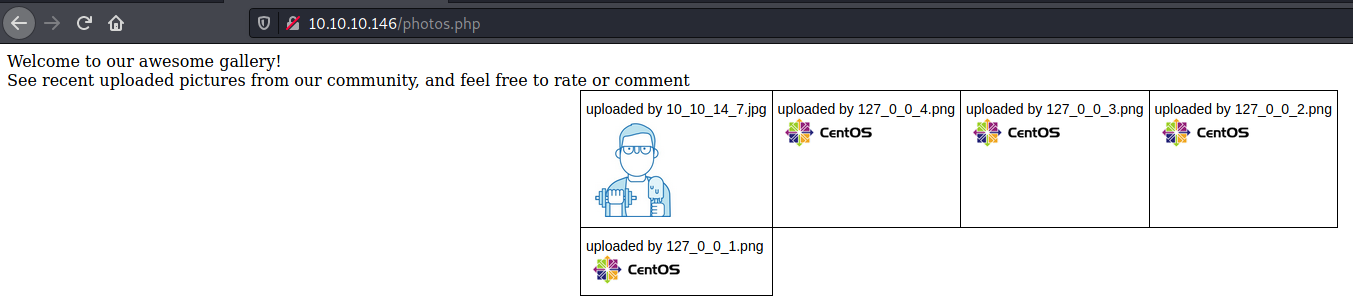 10.10.10.146/photos.php
Welcome to our awesome gallery!
See recent uploaded pictures from our community, and feel free to rate or comment
uploaded by 10_10_14_7.jpg
uploaded by 127_0_0_4.png
CentOS
uploaded by 127_0_0_3.png
CentOS
uploaded by 127_0_0_2.png
CentOS
uploaded by 127_0_0_1.png
CentOS